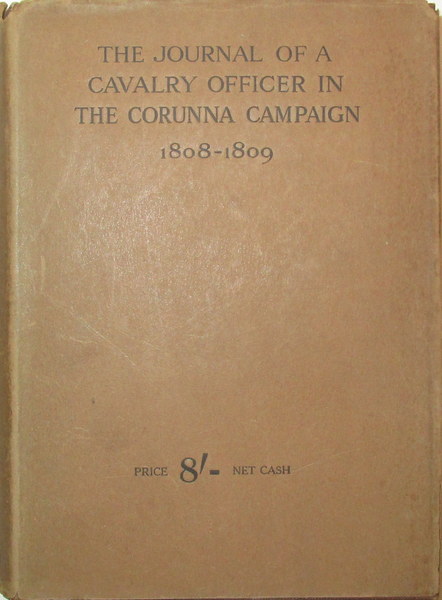 THE JOURNAL OF A
CAVALRY OFFICER IN
THE CORUNNA CAMPAIGN
1808-1809
PRICE 8/- NET CASH